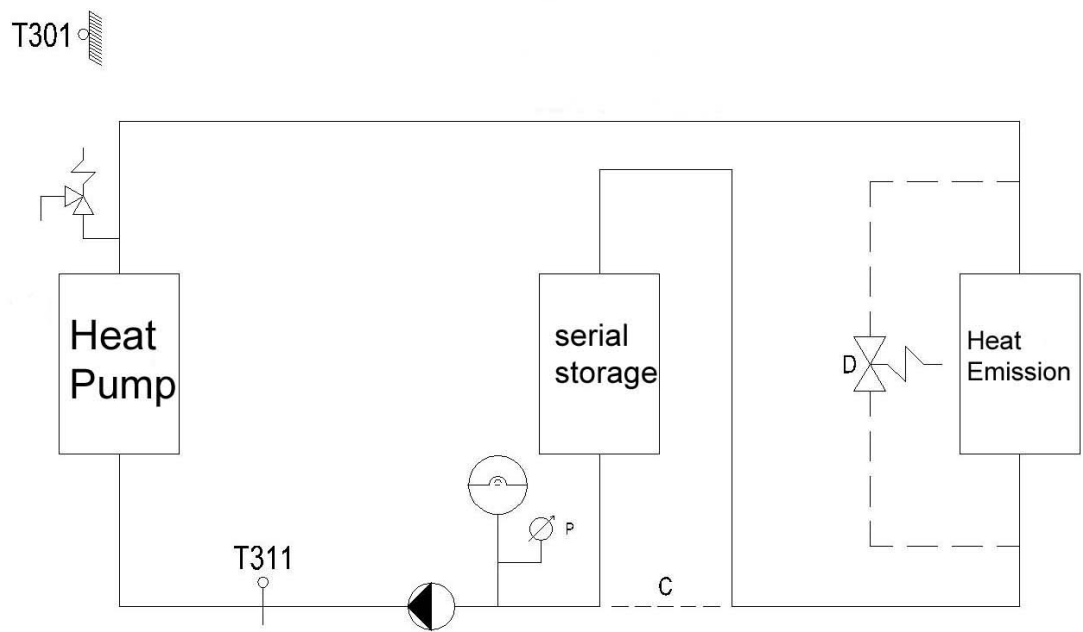 T301
Heat
Pump
serial
storage
D
Heat
Emission
P
T311
C